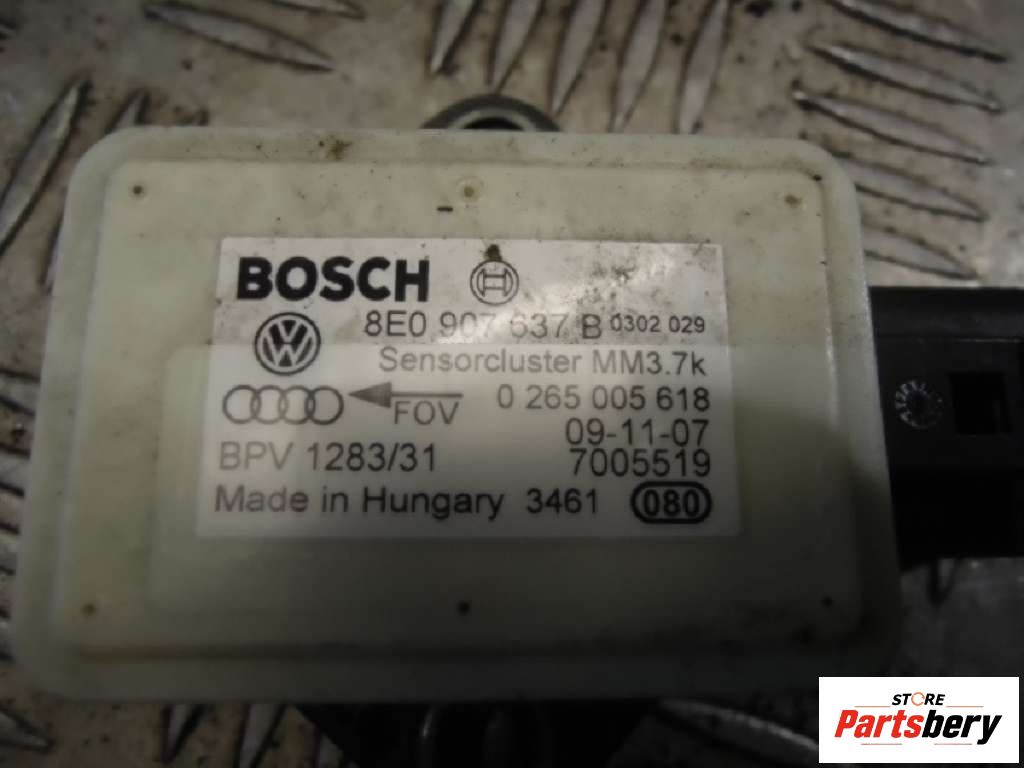 BOSCH
8E0 907 637 B 0302 029
Sensorcluster MM3.7k
FOV 0 265 005 618
09-11-07
BPV 1283/31 7005519
Made in Hungary 3461 080
STORE
Partsbery